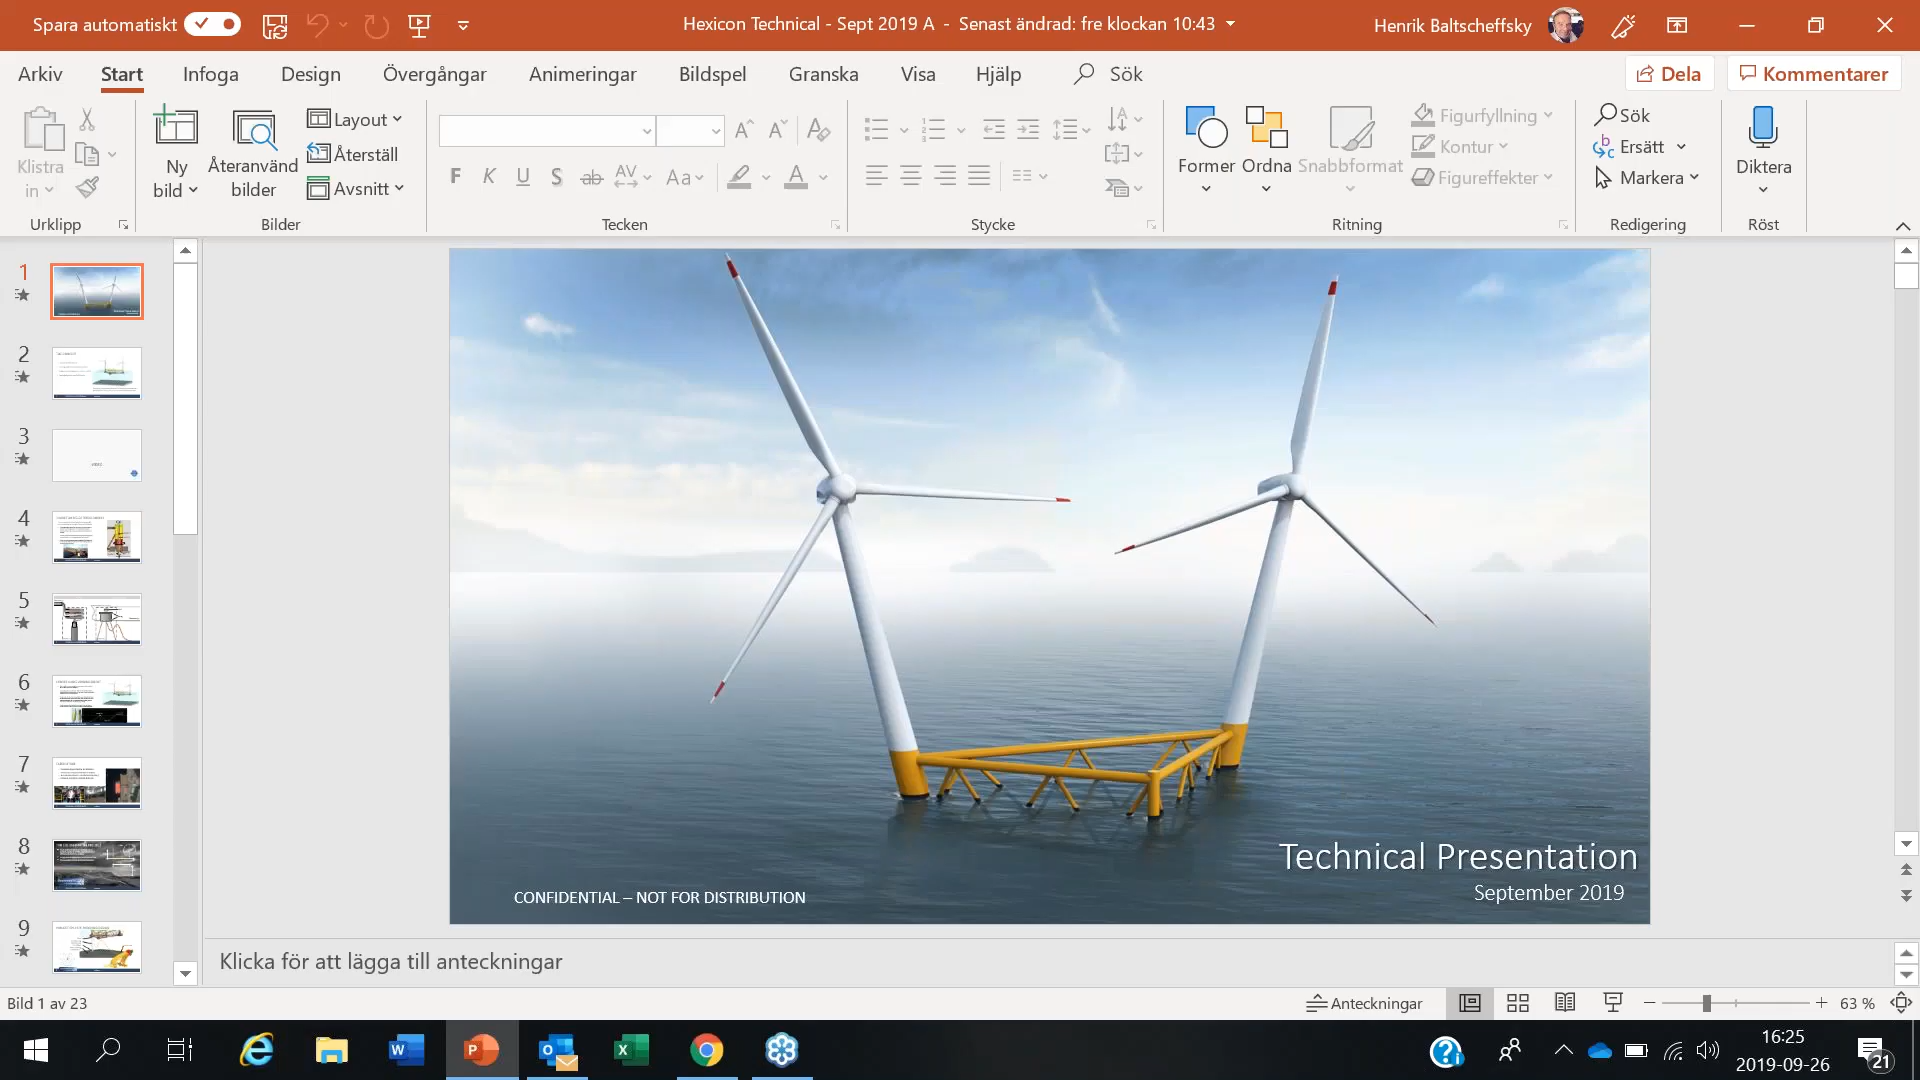 Spara automatiskt
Hexicon Technical - Sept 2019 A - Senast ändrad: fre klockan 10:43
Henrik Baltscheffsky
Arkiv Start Infoga Design Övergångar Animeringar Bildspel Granska Visa Hjälp Sök
Dela Kommentarer
Klistra in
Urklipp
Ny bild
Återanvänd bilder
Layout
Återställ
Avsnitt
Bilder
F K U S ab AV Aa A
Tecken
Stycke
Former
Ordna
Snabbformat
Figurfyllning
Kontur
Figureffekter
Ritning
Sök
Ersätt
Markera
Redigering
Diktera
Röst
1
2
3
VIDEO
4
5
6
7
8
9
CONFIDENTIAL – NOT FOR DISTRIBUTION
Technical Presentation
September 2019
Klicka för att lägga till anteckningar
Bild 1 av 23
Anteckningar
63 %
16:25
2019-09-26
21